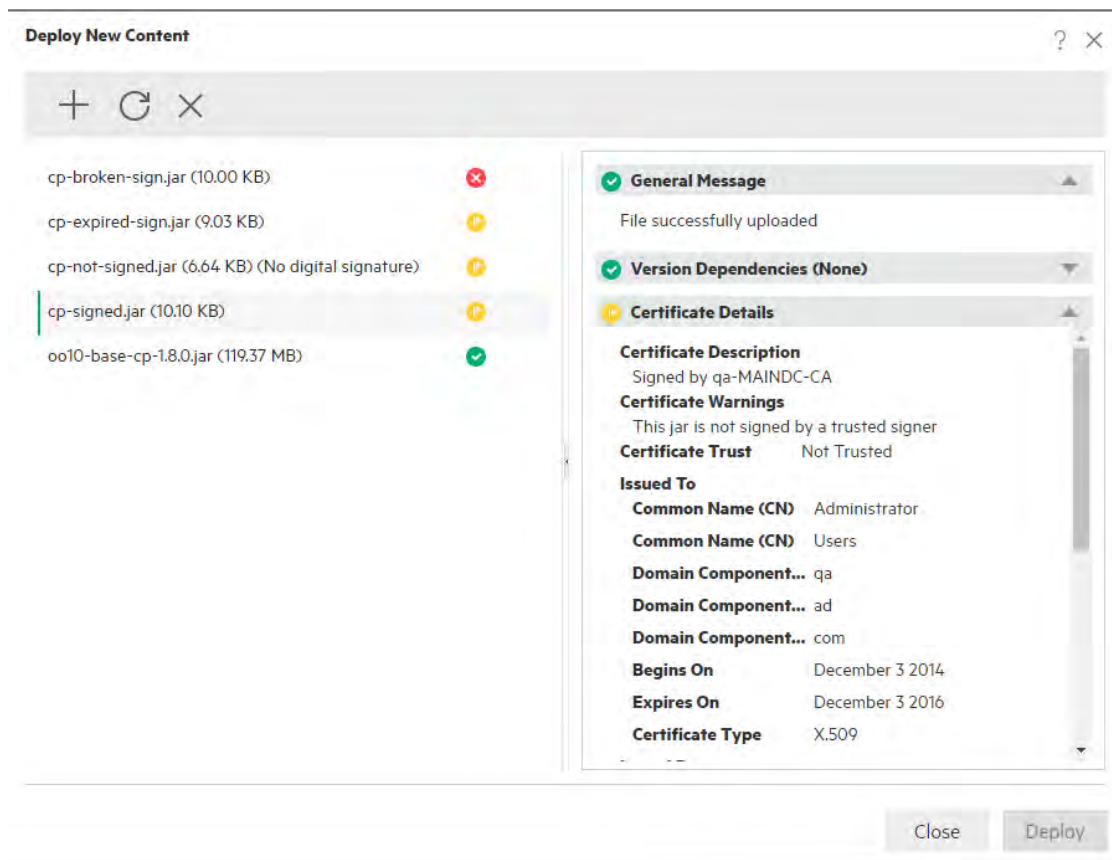 Deploy New Content
cp-broken-sign.jar (10.00 KB)
cp-expired-sign.jar (9.03 KB)
cp-not-signed.jar (6.64 KB) (No digital signature)
cp-signed.jar (10.10 KB)
oo10-base-cp-1.8.0.jar (119.37 MB)
General Message
File successfully uploaded
Version Dependencies (None)
Certificate Details
Certificate Description
Signed by qa-MAINDC-CA
Certificate Warnings
This jar is not signed by a trusted signer
Certificate Trust Not Trusted
Issued To
Common Name (CN) Administrator
Common Name (CN) Users
Domain Component... qa
Domain Component... ad
Domain Component... com
Begins On December 3 2014
Expires On December 3 2016
Certificate Type X.509
Close Deploy